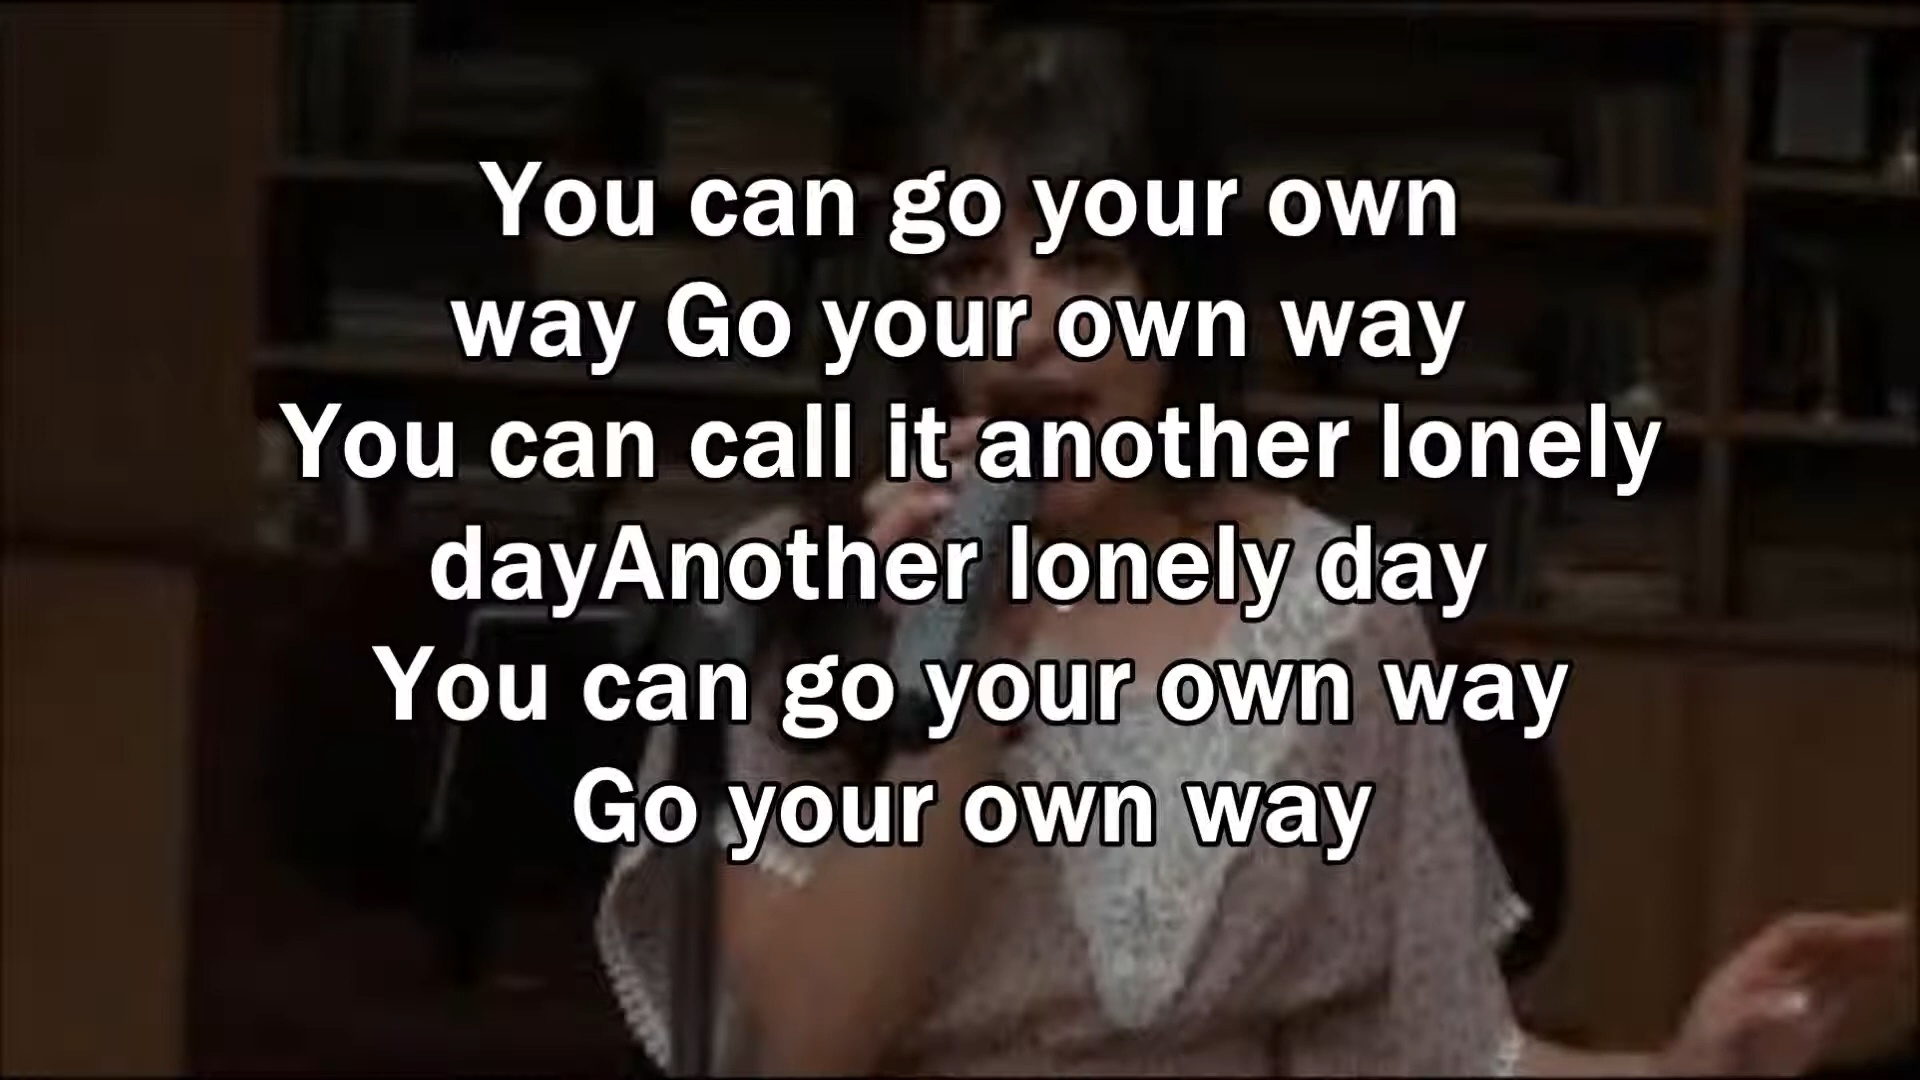 You can go your own
way Go your own way
You can call it another lonely
dayAnother lonely day
You can go your own way
Go your own way